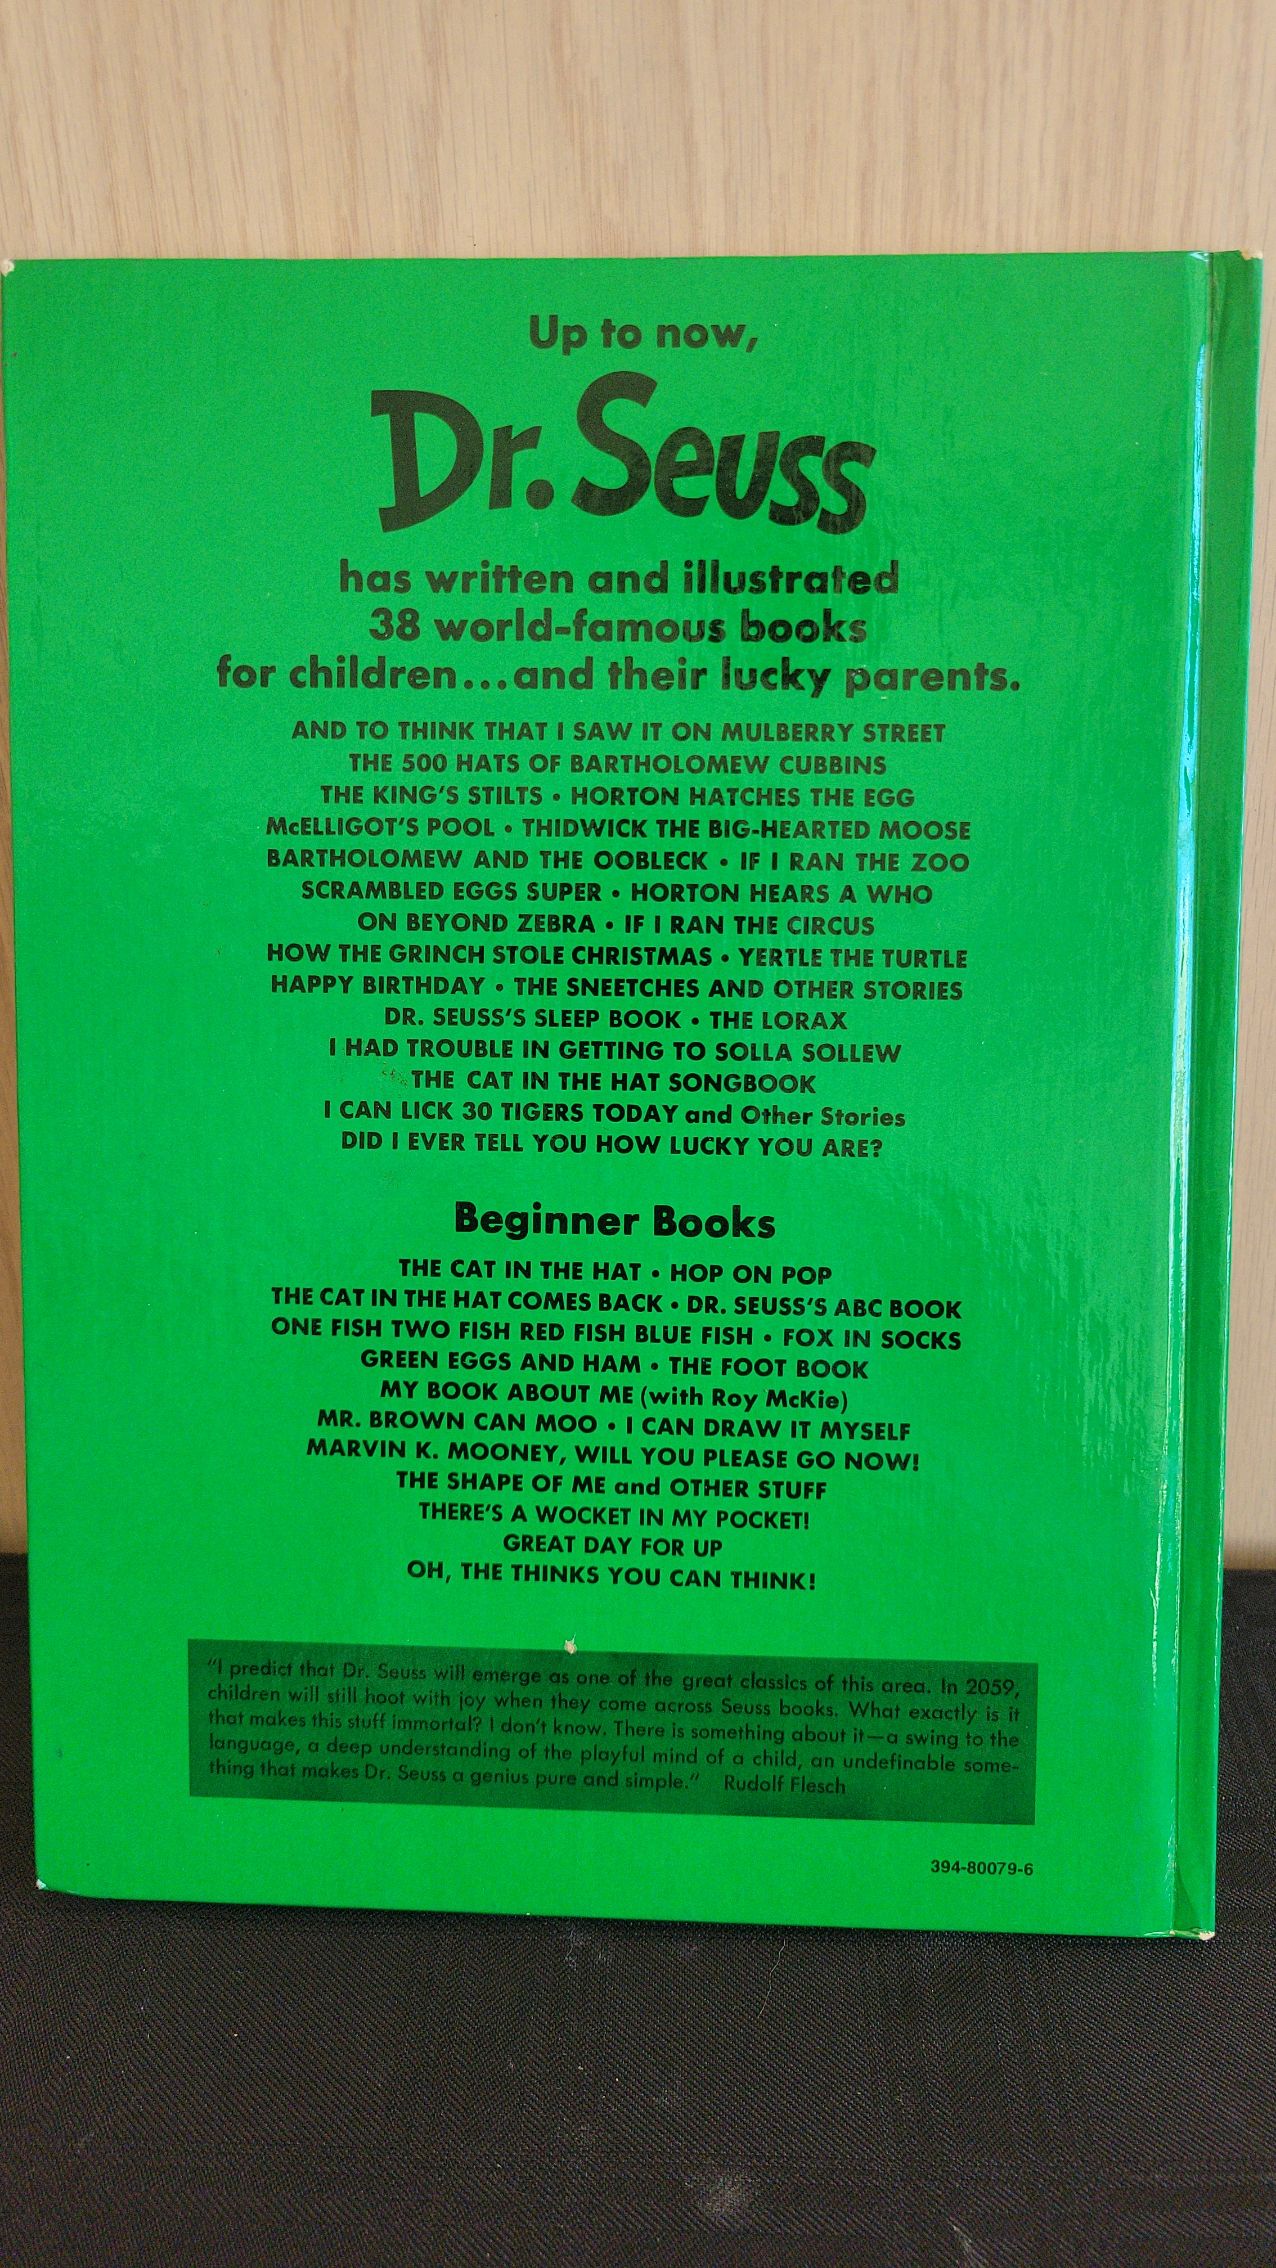 Up to now,
Dr. Seuss
has written and illustrated
38 world-famous books
for children...and their lucky parents.
AND TO THINK THAT I SAW IT ON MULBERRY STREET
THE 500 HATS OF BARTHOLOMEW CUBBINS
THE KING'S STILTS • HORTON HATCHES THE EGG
McELLIGOT'S POOL • THIDWICK THE BIG-HEARTED MOOSE
BARTHOLOMEW AND THE OOBLECK • IF I RAN THE ZOO
SCRAMBLED EGGS SUPER • HORTON HEARS A WHO
ON BEYOND ZEBRA • IF I RAN THE CIRCUS
HOW THE GRINCH STOLE CHRISTMAS • YERTLE THE TURTLE
HAPPY BIRTHDAY • THE SNEETCHES AND OTHER STORIES
DR. SEUSS'S SLEEP BOOK • THE LORAX
I HAD TROUBLE IN GETTING TO SOLLA SOLLEW
THE CAT IN THE HAT SONGBOOK
I CAN LICK 30 TIGERS TODAY and Other Stories
DID I EVER TELL YOU HOW LUCKY YOU ARE?
Beginner Books
THE CAT IN THE HAT • HOP ON POP
THE CAT IN THE HAT COMES BACK • DR. SEUSS'S ABC BOOK
ONE FISH TWO FISH RED FISH BLUE FISH • FOX IN SOCKS
GREEN EGGS AND HAM • THE FOOT BOOK
MY BOOK ABOUT ME (with Roy McKie)
MR. BROWN CAN MOO • I CAN DRAW IT MYSELF
MARVIN K. MOONEY, WILL YOU PLEASE GO NOW!
THE SHAPE OF ME and OTHER STUFF
THERE'S A WOCKET IN MY POCKET!
GREAT DAY FOR UP
OH, THE THINKS YOU CAN THINK!
"I predict that Dr. Seuss will emerge as one of the great classics of this area. In 2059,
children will still hoot with joy when they come across Seuss books. What exactly is it
that makes this stuff immortal? I don't know. There is something about it—a swing to the
language, a deep understanding of the playful mind of a child, an undefinable some-
thing that makes Dr. Seuss a genius pure and simple." Rudolf Flesch
394-80079-6